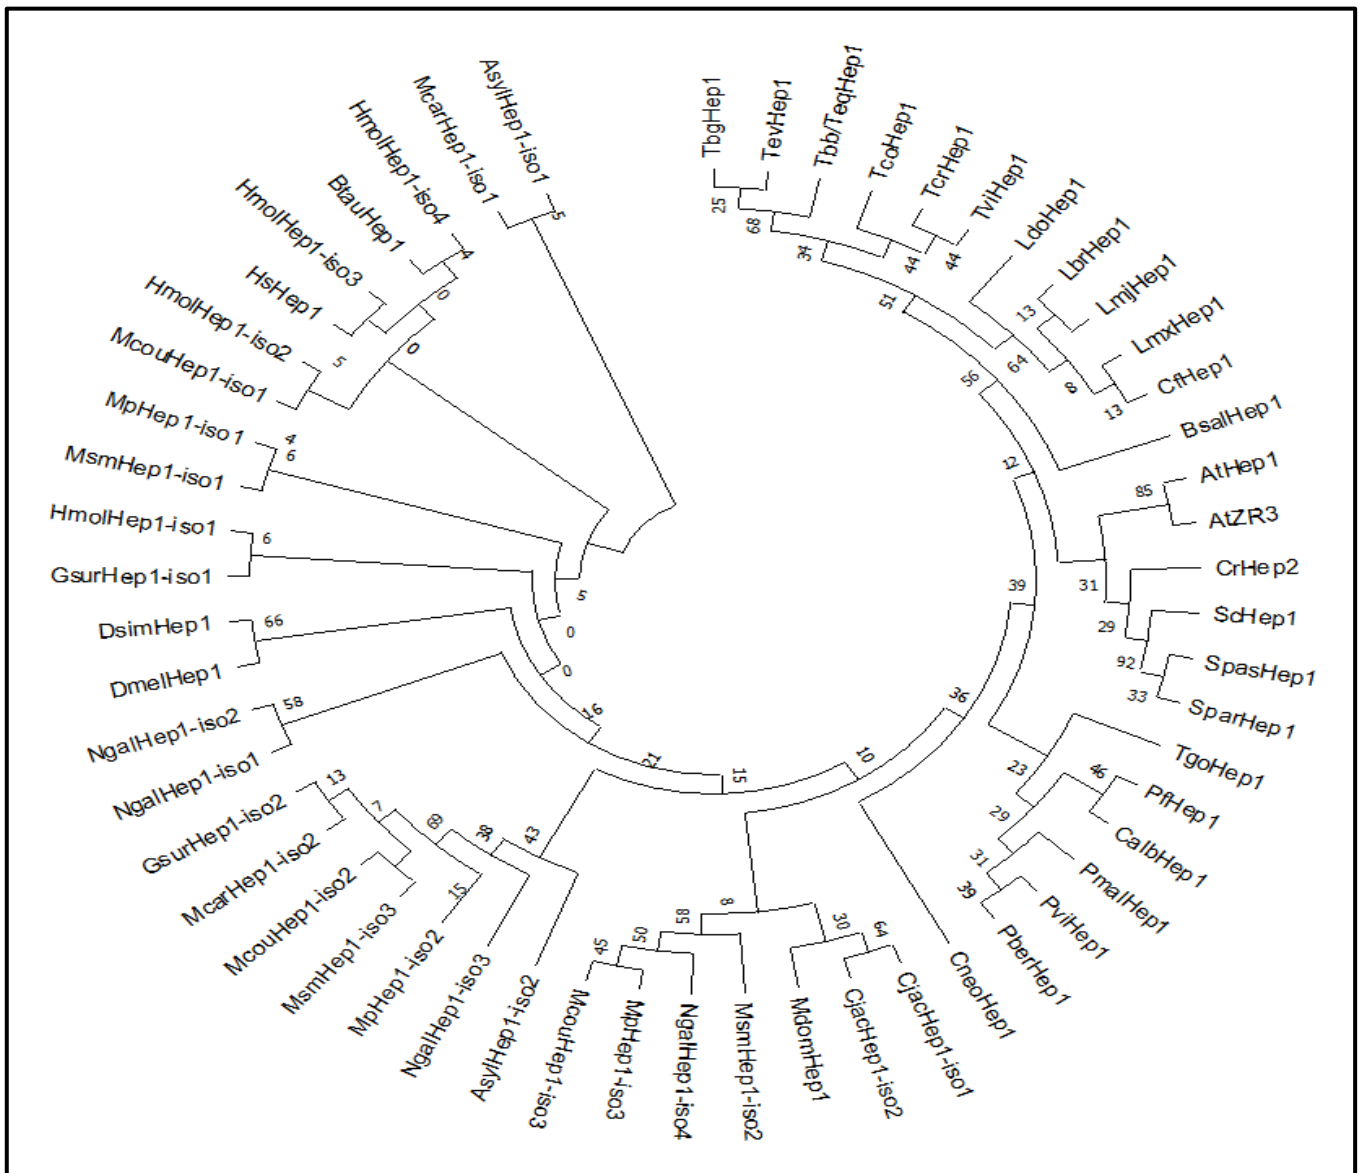 TbgHep1
TevHep1
Tbb/TeqHep1
TcoHep1
TcrHep1
TviHep1
LdoHep1
LbrHep1
LmjHep1
LmxHep1
CfHep1
BsalHep1
AtHep1
AtZR3
CrHep2
ScHep1
SpasHep1
SparHep1
TgoHep1
PfHep1
CalbHep1
PmalHep1
PviHep1
PberHep1
CneoHep1
CjacHep1-iso1
CjacHep1-iso2
MdomHep1
MsmHep1-iso2
NgalHep1-iso4
MpHep1-iso3
McouHep1-iso3
AsylHep1-iso2
NgalHep1-iso3
MpHep1-iso2
MsmHep1-iso3
McouHep1-iso2
McarHep1-iso2
GsurHep1-iso2
NgalHep1-iso1
NgalHep1-iso2
DmelHep1
DsimHep1
GsurHep1-iso1
HmolHep1-iso1
MsmHep1-iso1
MpHep1-iso1
McouHep1-iso1
HmolHep1-iso2
HsHep1
HmolHep1-iso3
BtauHep1
HmolHep1-iso4
McarHep1-iso1
AsylHep1-iso1
25
68
34
44
44
51
13
64
8
13
56
12
85
31
29
92
33
39
23
46
29
31
39
36
10
64
30
8
58
50
45
15
21
43
69
7
13
15
58
16
66
0
0
6
5
4
6
5
0
0
4
5